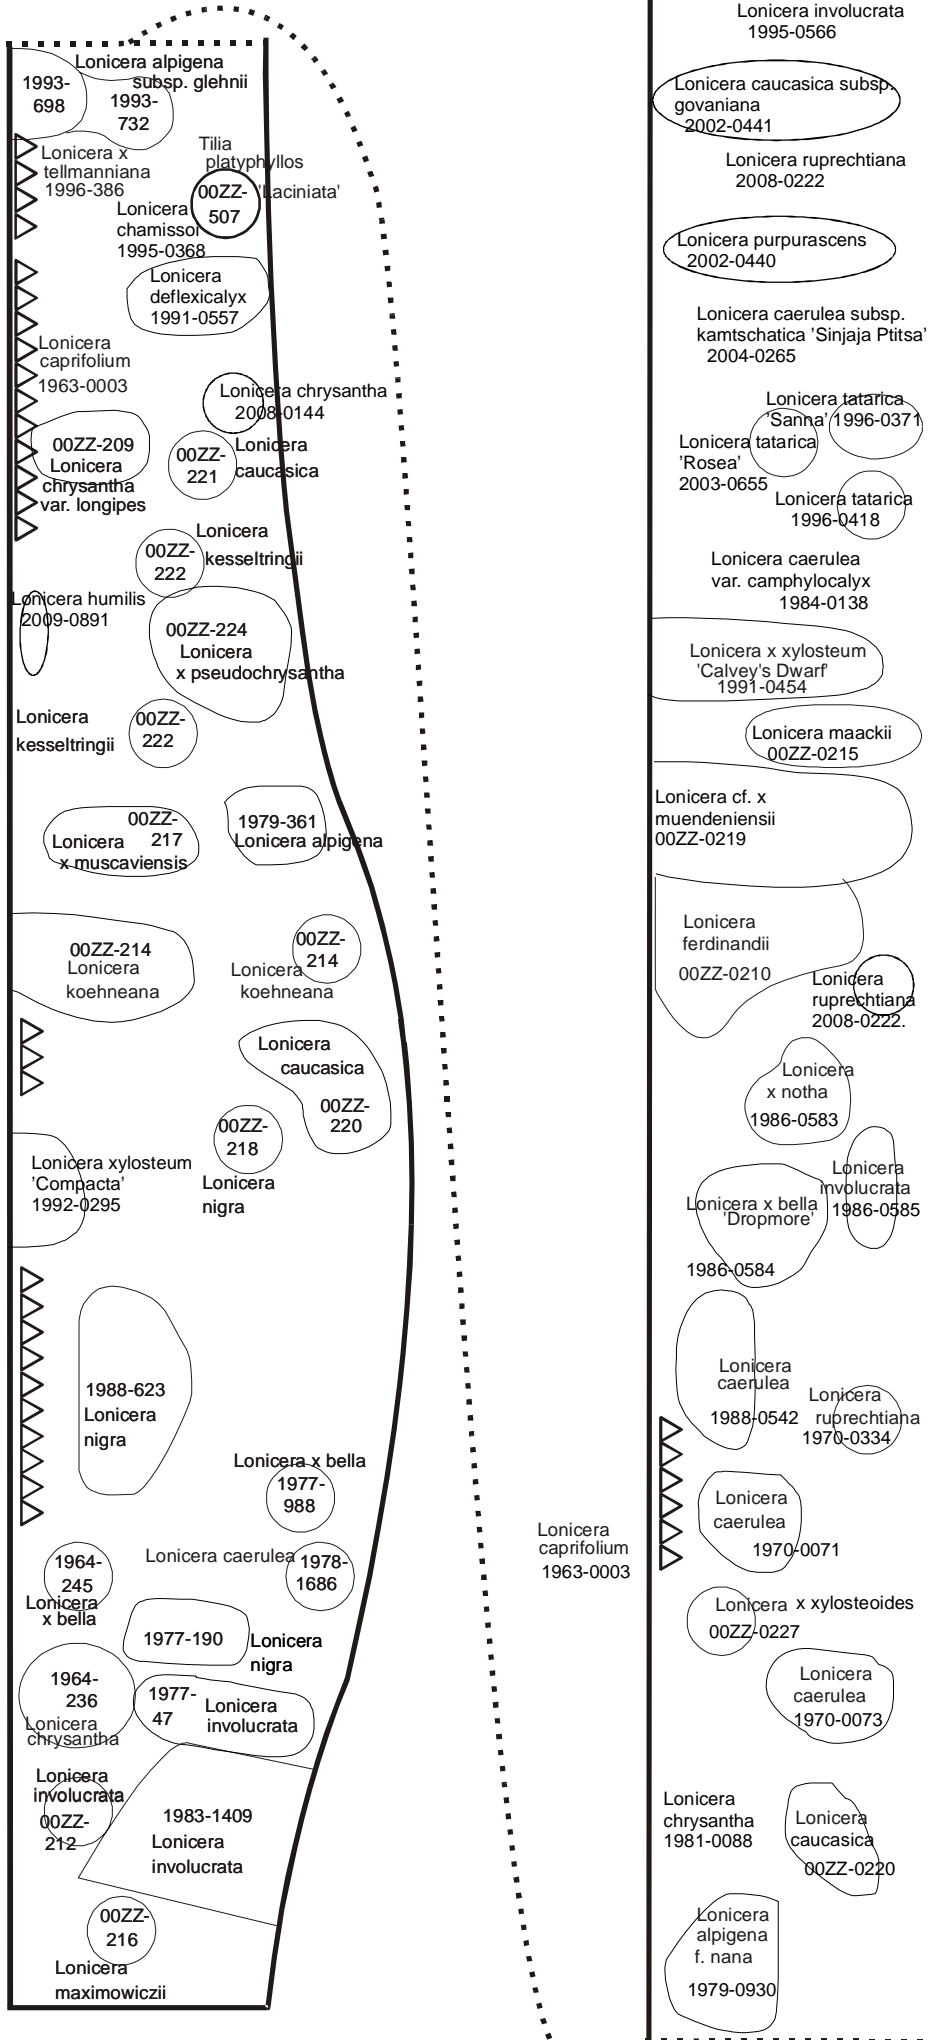 Lonicera alpigena
subsp. glehnii
1993-
698
1993-
732
Lonicera x
tellmanniana
1996-386
Tilia
platyphyllos
'Laciniata'
00ZZ-
507
Lonicera
chamissoi
1995-0368
Lonicera
deflexicalyx
1991-0557
Lonicera
caprifolium
1963-0003
Lonicera chrysantha
2008-0144
00ZZ-209
Lonicera
chrysantha
var. longipes
00ZZ-
221
Lonicera
caucasica
00ZZ-
222
Lonicera
kesseltringii
Lonicera humilis
2009-0891
00ZZ-224
Lonicera
x pseudochrysantha
Lonicera
kesseltringii
00ZZ-
222
00ZZ-
217
Lonicera
x muscaviensis
1979-361
Lonicera alpigena
00ZZ-214
Lonicera
koehneana
00ZZ-
214
Lonicera
koehneana
Lonicera
caucasica
00ZZ-
220
00ZZ-
218
Lonicera
nigra
Lonicera xylosteum
'Compacta'
1992-0295
1988-623
Lonicera
nigra
Lonicera x bella
1977-
988
1964-
245
Lonicera
x bella
Lonicera caerulea
1978-
1686
1977-190
Lonicera
nigra
1964-
236
Lonicera
chrysantha
1977-
47
Lonicera
involucrata
Lonicera
involucrata
00ZZ-
212
1983-1409
Lonicera
involucrata
00ZZ-
216
Lonicera
maximowiczii
Lonicera involucrata
1995-0566
Lonicera caucasica subsp.
govaniana
2002-0441
Lonicera ruprechtiana
2008-0222
Lonicera purpurascens
2002-0440
Lonicera caerulea subsp.
kamtschatica 'Sinjaja Ptitsa'
2004-0265
Lonicera tatarica
'Sanna' 1996-0371
Lonicera tatarica
'Rosea'
2003-0655
Lonicera tatarica
1996-0418
Lonicera caerulea
var. camphylocalyx
1984-0138
Lonicera x xylosteum
'Calvey's Dwarf'
1991-0454
Lonicera maackii
00ZZ-0215
Lonicera cf. x
muendeniensii
00ZZ-0219
Lonicera
ferdinandii
00ZZ-0210
Lonicera
ruprechtiana
2008-0222.
Lonicera
x notha
1986-0583
Lonicera
involucrata
1986-0585
Lonicera x bella
'Dropmore'
1986-0584
Lonicera
caerulea
1988-0542
Lonicera
ruprechtiana
1970-0334
Lonicera
caerulea
1970-0071
Lonicera
caprifolium
1963-0003
Lonicera x xylosteoides
00ZZ-0227
Lonicera
caerulea
1970-0073
Lonicera
chrysantha
1981-0088
Lonicera
caucasica
00ZZ-0220
Lonicera
alpigena
f. nana
1979-0930